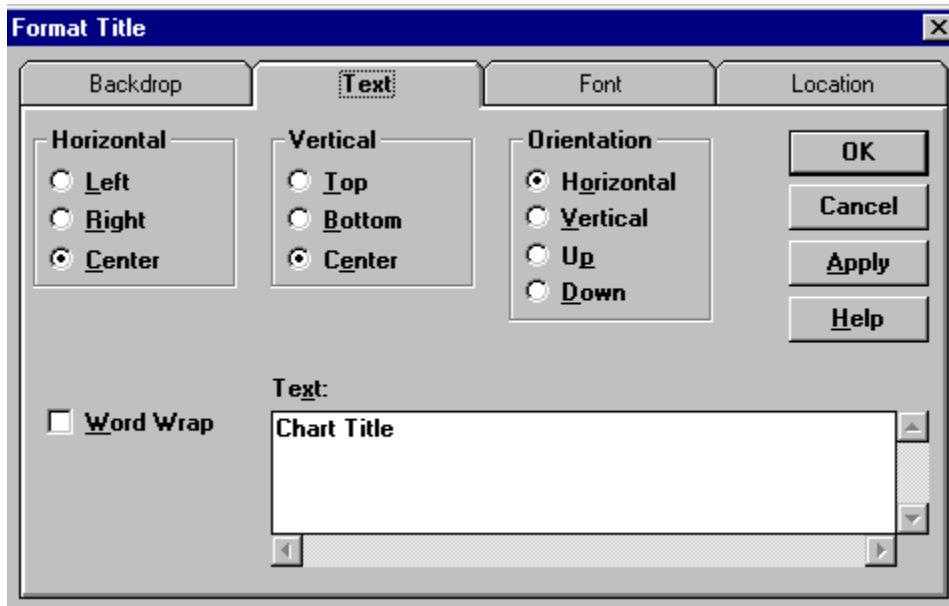 Format Title
Backdrop Text Font Location
Horizontal
Left
Right
Center
Vertical
Top
Bottom
Center
Orientation
Horizontal
Vertical
Up
Down
OK
Cancel
Apply
Help
Word Wrap
Text:
Chart Title